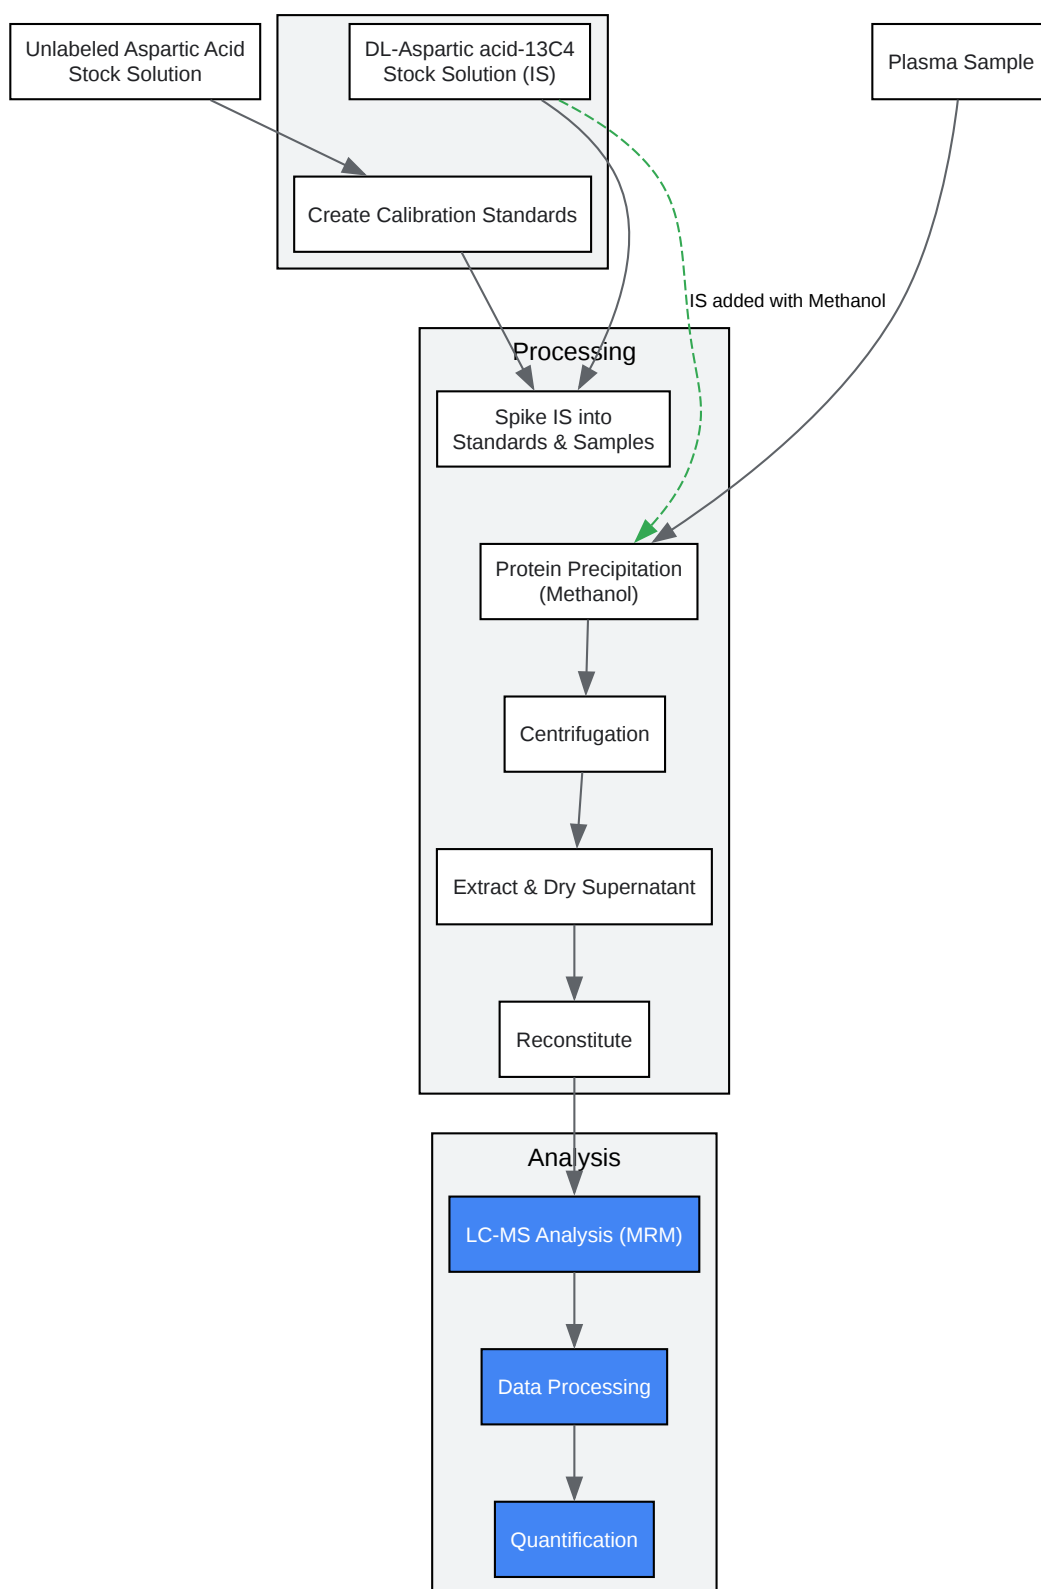 Unlabeled Aspartic Acid
Stock Solution
DL-Aspartic acid-13C4
Stock Solution (IS)
Plasma Sample
Create Calibration Standards
IS added with Methanol
Processing
Spike IS into
Standards & Samples
Protein Precipitation
(Methanol)
Centrifugation
Extract & Dry Supernatant
Reconstitute
Analysis
LC-MS Analysis (MRM)
Data Processing
Quantification